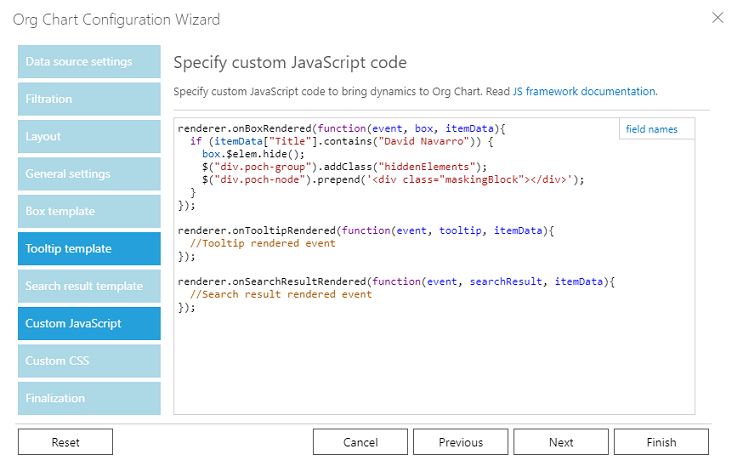 Org Chart Configuration Wizard
Data source settings
Filtration
Layout
General settings
Box template
Tooltip template
Search result template
Custom JavaScript
Custom CSS
Finalization
Specify custom JavaScript code
Specify custom JavaScript code to bring dynamics to Org Chart. Read JS framework documentation.
field names
renderer.onBoxRendered(function(event, box, itemData){
  if (itemData["Title"].contains("David Navarro")) {
    box.$elem.hide();
    $("div.poch-group").addClass("hiddenElements");
    $("div.poch-node").prepend('<div class="maskingBlock"></div>');
  }
});

renderer.onTooltipRendered(function(event, tooltip, itemData){
  //Tooltip rendered event
});

renderer.onSearchResultRendered(function(event, searchResult, itemData){
  //Search result rendered event
});
Reset
Cancel
Previous
Next
Finish